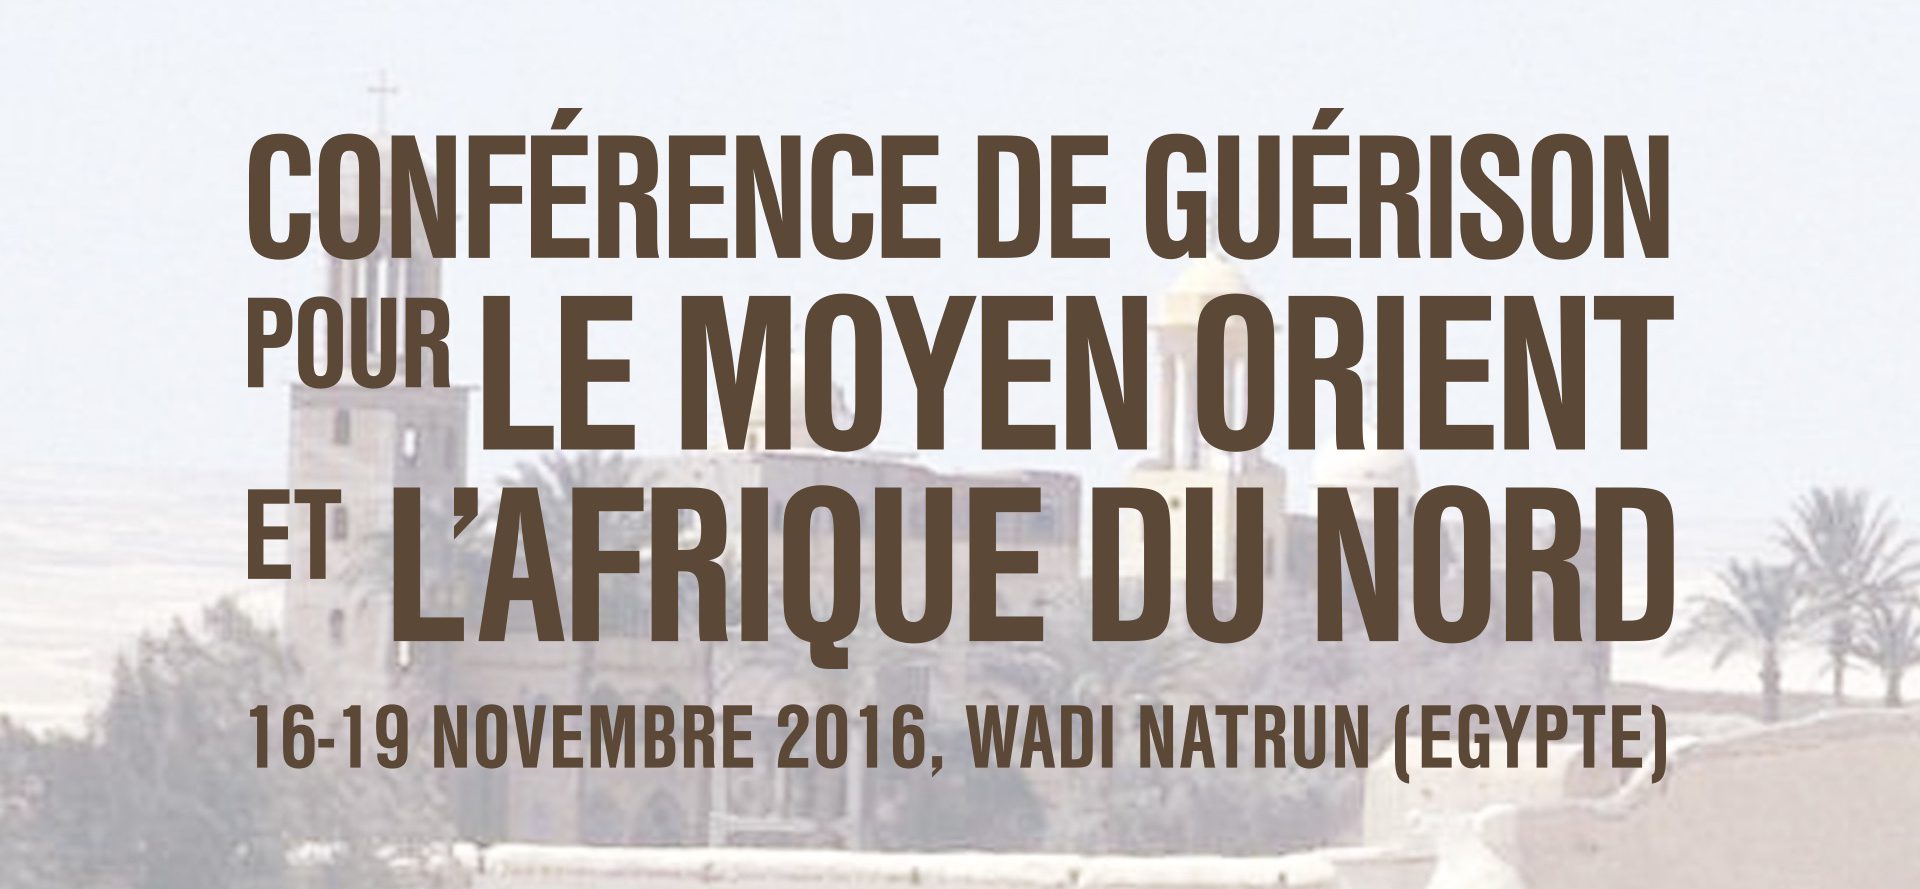 CONFÉRENCE DE GUÉRISON
POUR LE MOYEN ORIENT
ET L’AFRIQUE DU NORD
16-19 NOVEMBRE 2016, WADI NATRUN (EGYPTE)